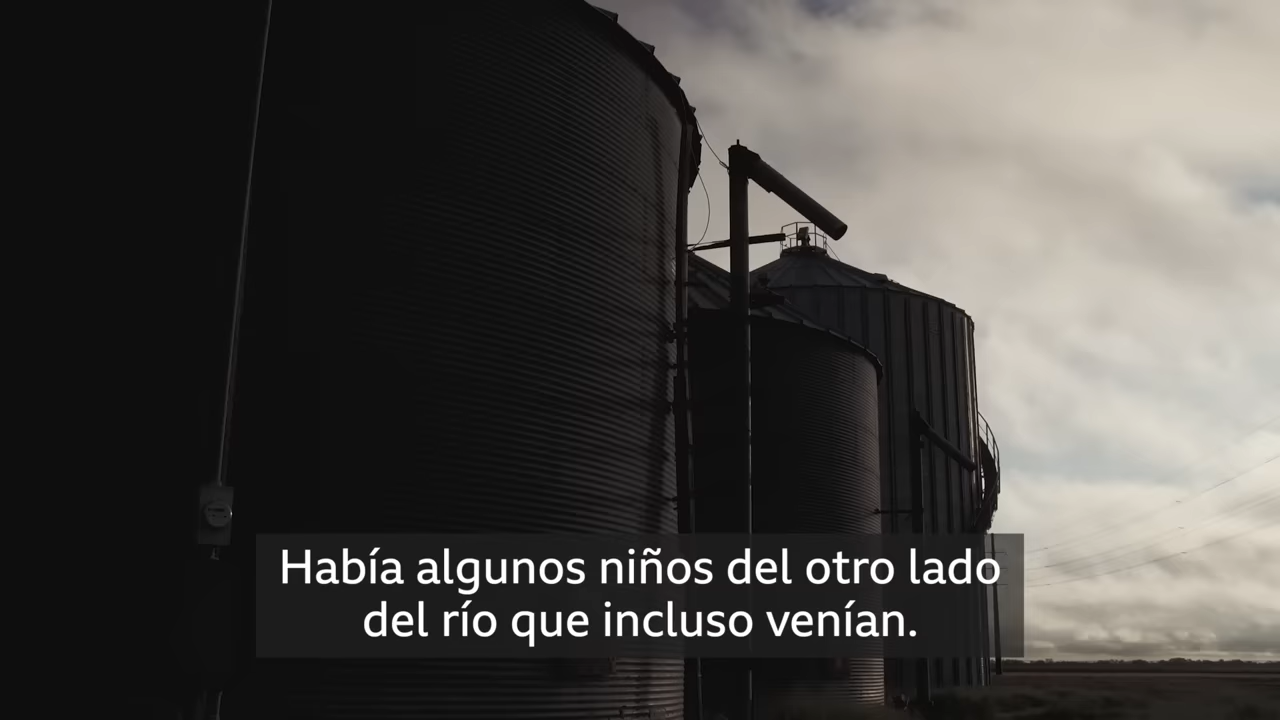 Había algunos niños del otro lado
del río que incluso venían.